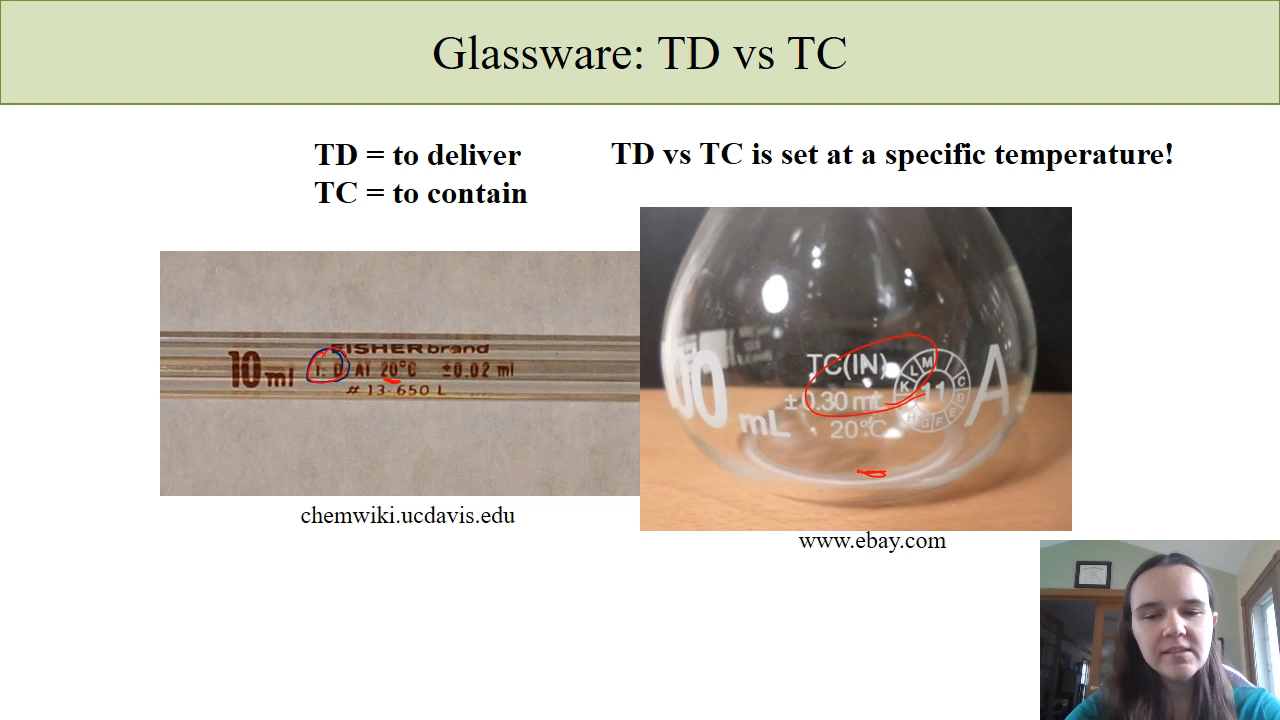 Glassware: TD vs TC
TD = to deliver
TC = to contain
TD vs TC is set at a specific temperature!
FISHERbrand
10 ml T. D. AT 20°C ±0.02 ml
# 13-650 L
chemwiki.ucdavis.edu
00 mL
TC(IN)
±0.30 mL
20°C
K L M 11 C D E F G H
A
www.ebay.com